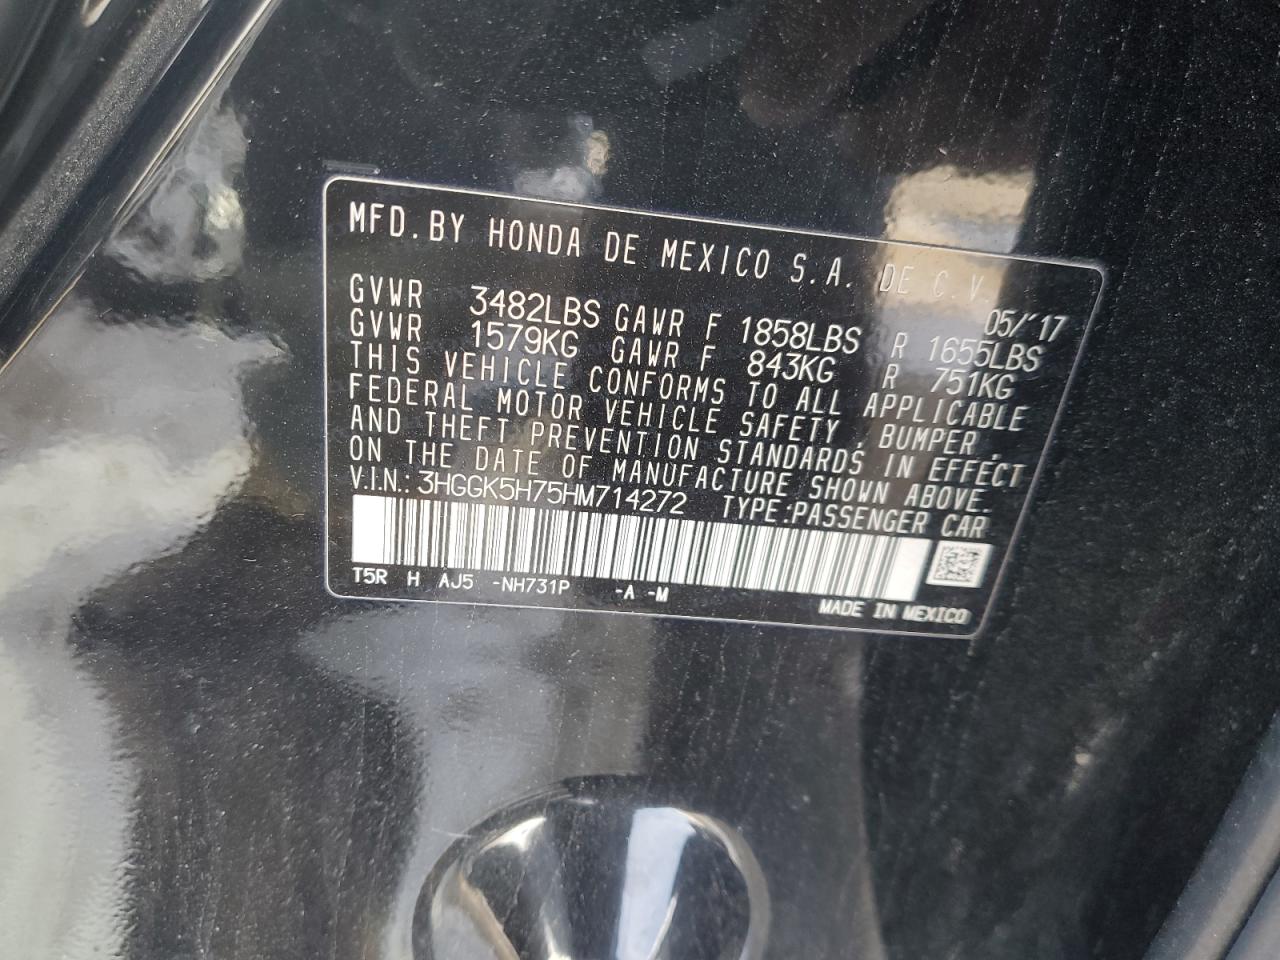 MFD. BY HONDA DE MEXICO S.A. DE C.V.
05/'17
GVWR 3482LBS GAWR F 1858LBS R 1655LBS
GVWR 1579KG GAWR F 843KG R 751KG
THIS VEHICLE CONFORMS TO ALL APPLICABLE
FEDERAL MOTOR VEHICLE SAFETY, BUMPER,
AND THEFT PREVENTION STANDARDS IN EFFECT
ON THE DATE OF MANUFACTURE SHOWN ABOVE.
V.I.N.: 3HGGK5H75HM714272 TYPE:PASSENGER CAR
T5R H AJ5 -NH731P -A -M
MADE IN MEXICO